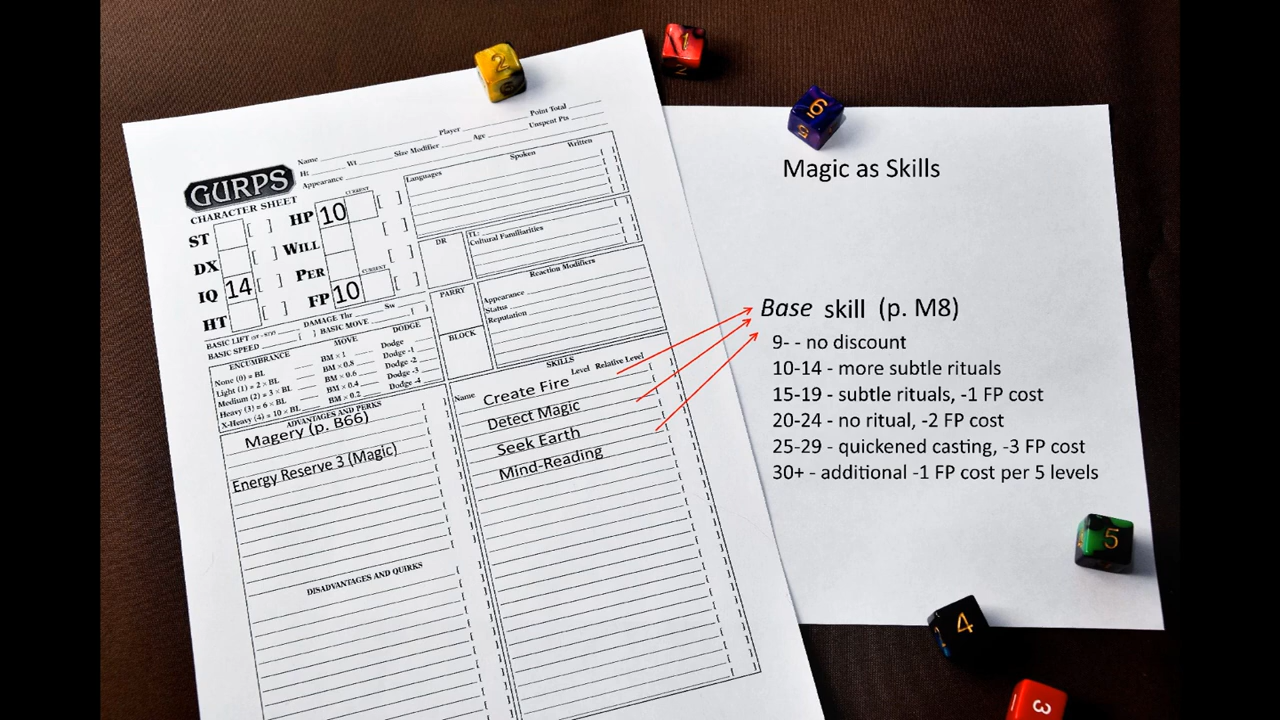 2
1
2
6
5
Name Player Point Total
Ht Wt Size Modifier Age Unspent Pts
Appearance
GURPS
CHARACTER SHEET
CURRENT
ST [ ] HP 10 [ ]
DX [ ] WILL [ ]
IQ 14 [ ] PER [ ]
CURRENT
HT [ ] FP 10 [ ]
Languages Spoken Written
DR
TL:
Cultural Familiarities
Reaction Modifiers
Appearance
Status
Reputation
PARRY
BLOCK
BASIC LIFT DAMAGE Thr Sw
BASIC SPEED [ ] BASIC MOVE
ENCUMBRANCE MOVE DODGE
None (0) = BL BM × 1 Dodge
Light (1) = 2 × BL BM × 0.8 Dodge -1
Medium (2) = 3 × BL BM × 0.6 Dodge -2
Heavy (3) = 6 × BL BM × 0.4 Dodge -3
X-Heavy (4) = 10 × BL BM × 0.2 Dodge -4
ADVANTAGES AND PERKS
Magery (p. B66)
Energy Reserve 3 (Magic)
DISADVANTAGES AND QUIRKS
SKILLS
Name Level Relative Level
Create Fire
Detect Magic
Seek Earth
Mind-Reading
Magic as Skills
Base skill (p. M8)
9- - no discount
10-14 - more subtle rituals
15-19 - subtle rituals, -1 FP cost
20-24 - no ritual, -2 FP cost
25-29 - quickened casting, -3 FP cost
30+ - additional -1 FP cost per 5 levels
5
4
3